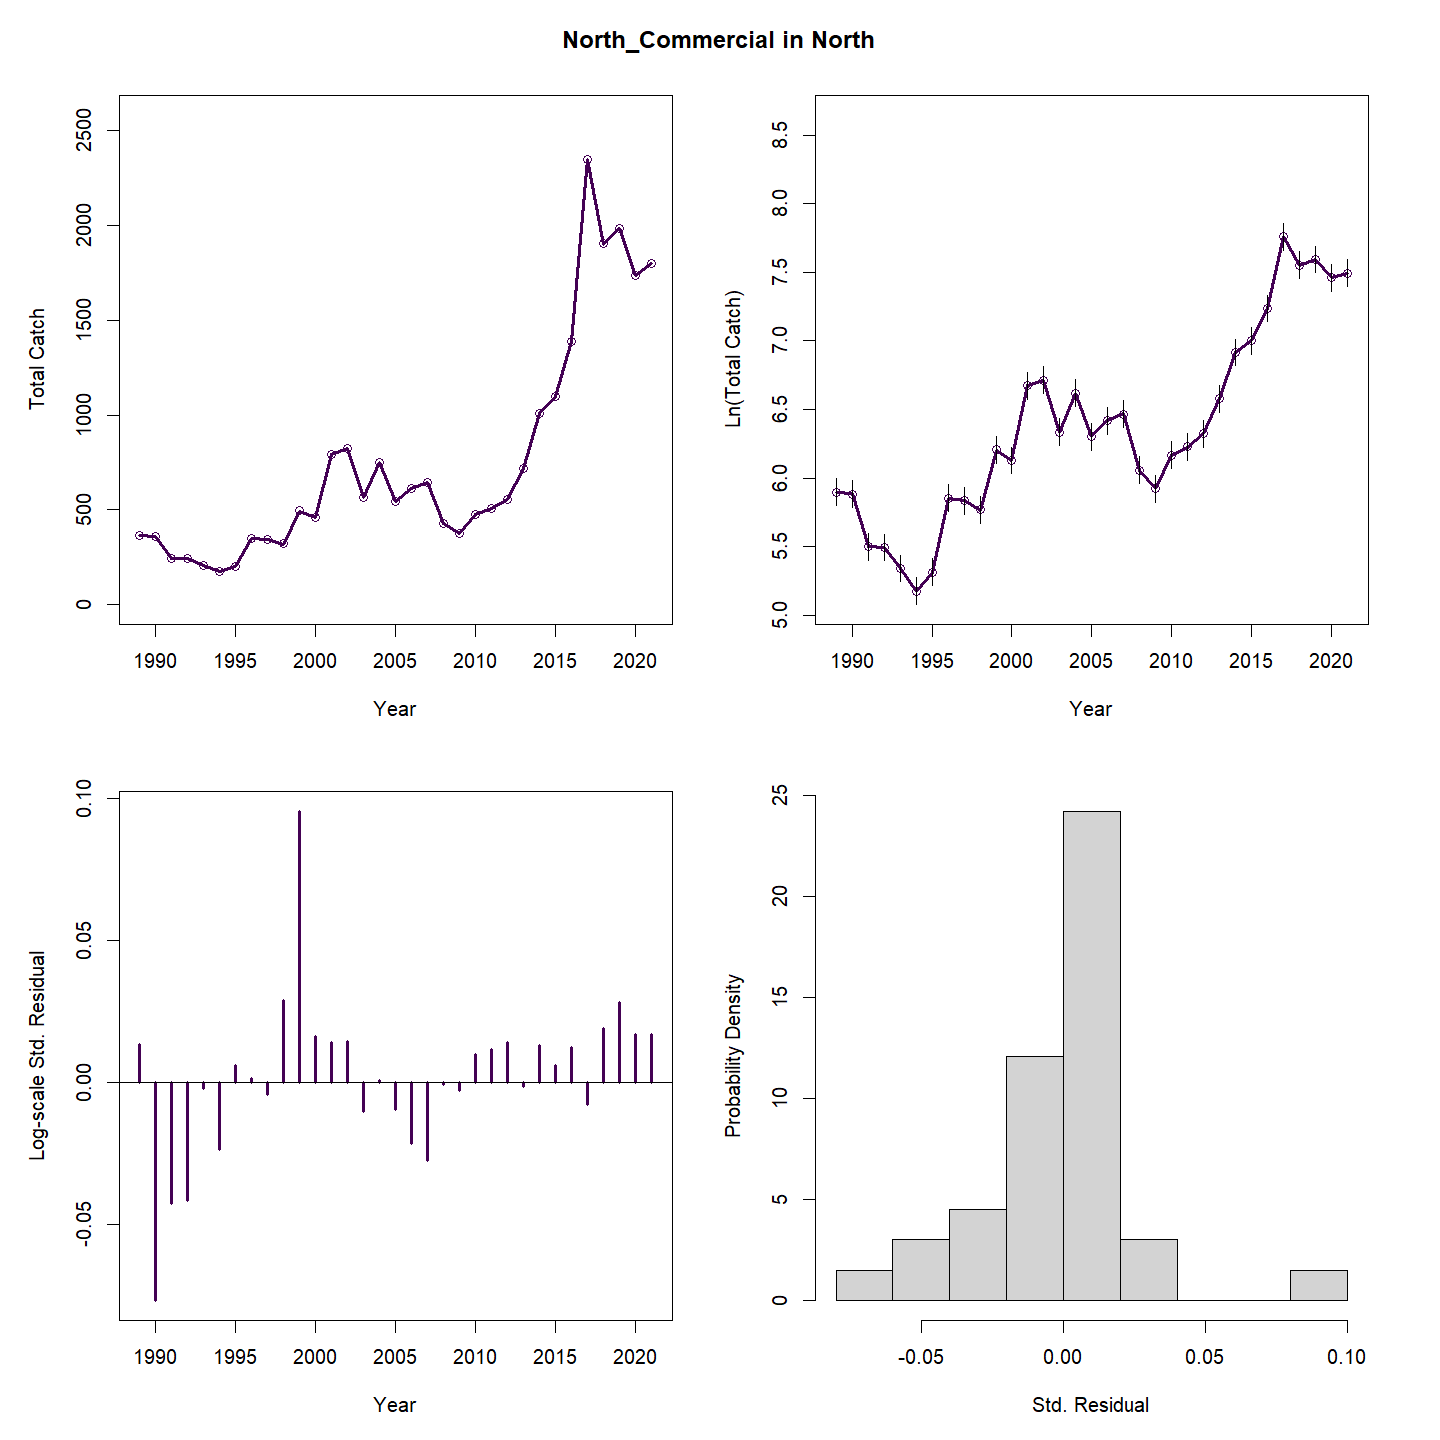 North_Commercial in North
Total Catch
2500
2000
1500
1000
500
0
1990 1995 2000 2005 2010 2015 2020
Year
Ln(Total Catch)
8.5
8.0
7.5
7.0
6.5
6.0
5.5
5.0
1990 1995 2000 2005 2010 2015 2020
Year
Log-scale Std. Residual
0.10
0.05
0.00
-0.05
1990 1995 2000 2005 2010 2015 2020
Year
Probability Density
25
20
15
10
5
0
-0.05 0.00 0.05 0.10
Std. Residual